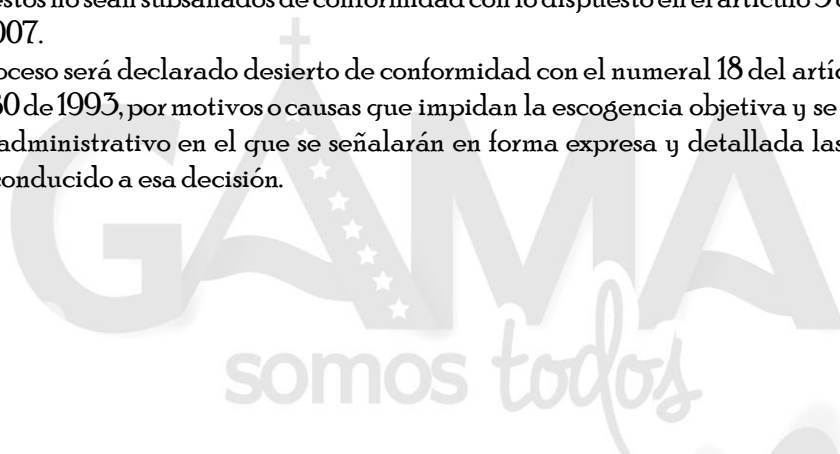 estos no sean subsanados de conformidad con lo dispuesto en el artículo 5
007.
oceso será declarado desierto de conformidad con el numeral 18 del artíc
80 de 1993, por motivos o causas que impidan la escogencia objetiva y se
administrativo en el que se señalarán en forma expresa y detallada las
conducido a esa decisión.
GAMA
somos todos